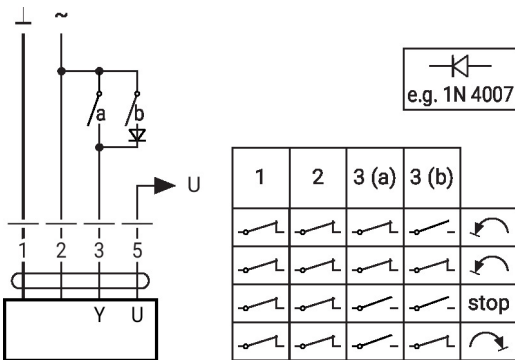 ⊥ ~
a b
e.g. 1N 4007
U
1 2 3 5
Y U
1 2 3 (a) 3 (b)
stop